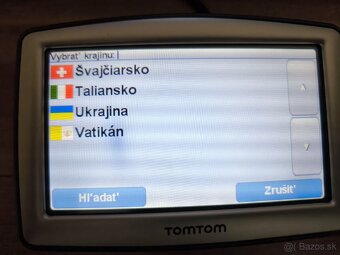 Vybrať krajinu:
Švajčiarsko
Taliansko
Ukrajina
Vatikán
Hľadať
Zrušiť
TOMTOM
Bazos.sk